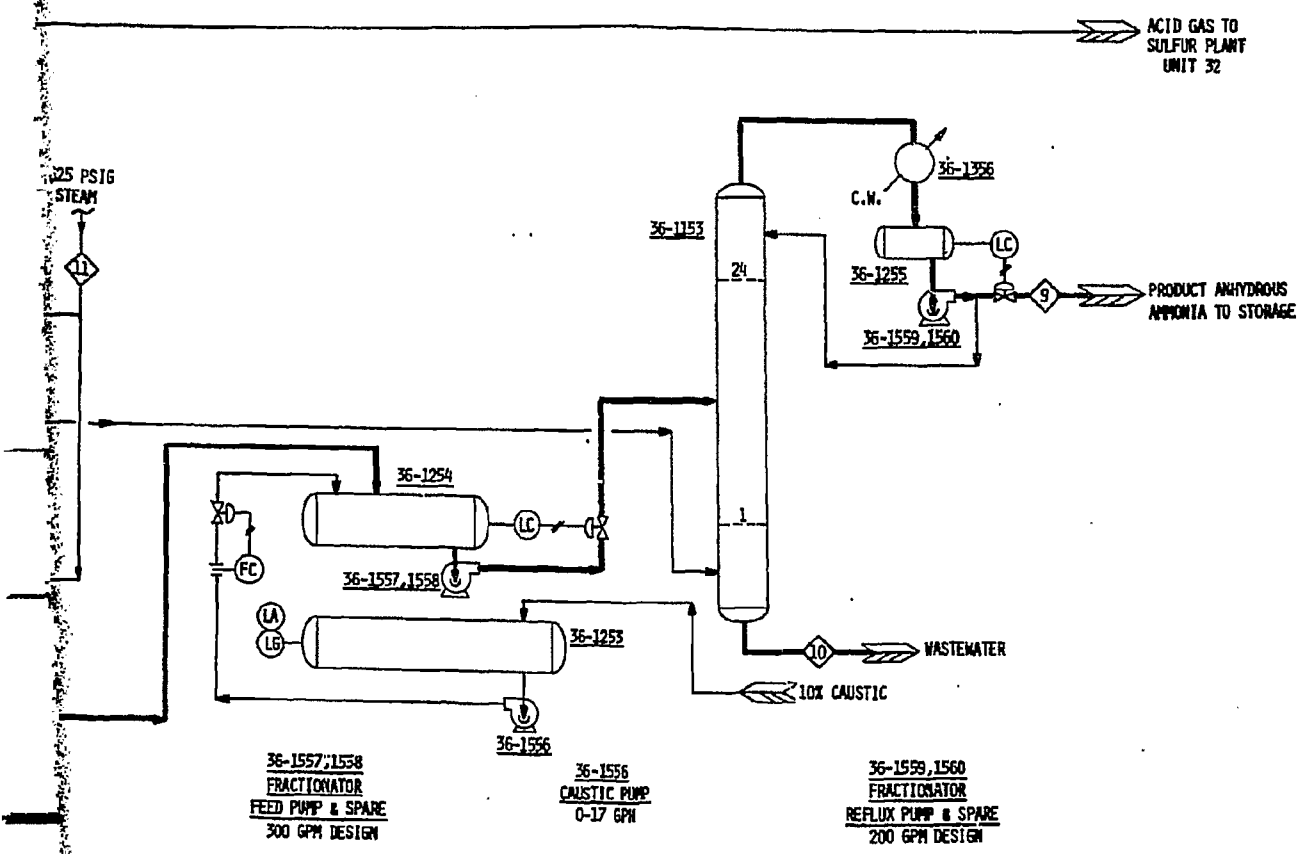 ACID GAS TO
SULFUR PLANT
UNIT 32
25 PSIG
STEAM
11
36-1356
C.W.
36-1153
LC
24
36-1255
9
PRODUCT ANHYDROUS
AMMONIA TO STORAGE
36-1559,1560
36-1254
LC
1
FC
36-1557,1558
LA
LG
36-1253
10
WASTEWATER
10% CAUSTIC
36-1556
36-1557,1558
FRACTIONATOR
FEED PUMP & SPARE
300 GPM DESIGN
36-1556
CAUSTIC PUMP
0-17 GPH
36-1559,1560
FRACTIONATOR
REFLUX PUMP & SPARE
200 GPM DESIGN